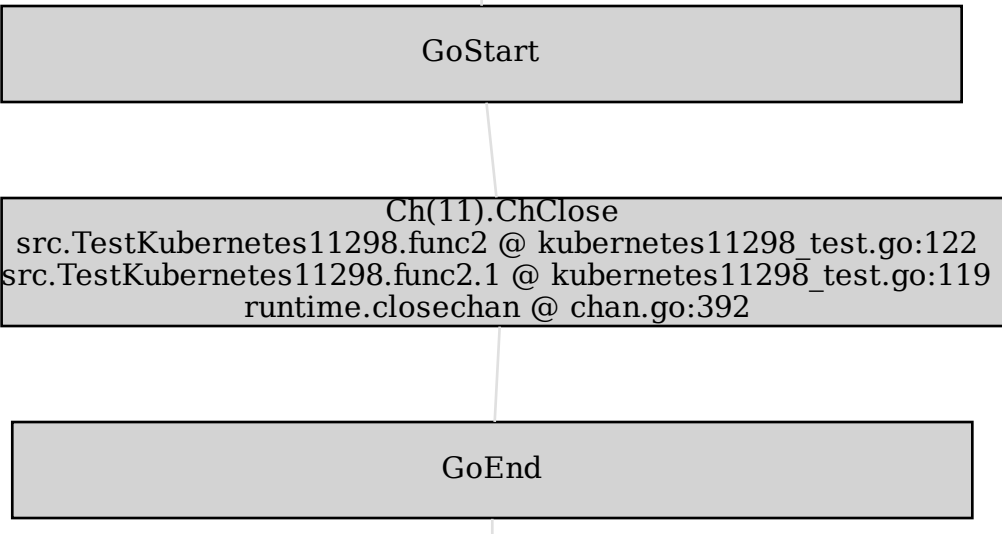 GoStart
Ch(11).ChClose
src.TestKubernetes11298.func2 @ kubernetes11298_test.go:122
src.TestKubernetes11298.func2.1 @ kubernetes11298_test.go:119
runtime.closechan @ chan.go:392
GoEnd